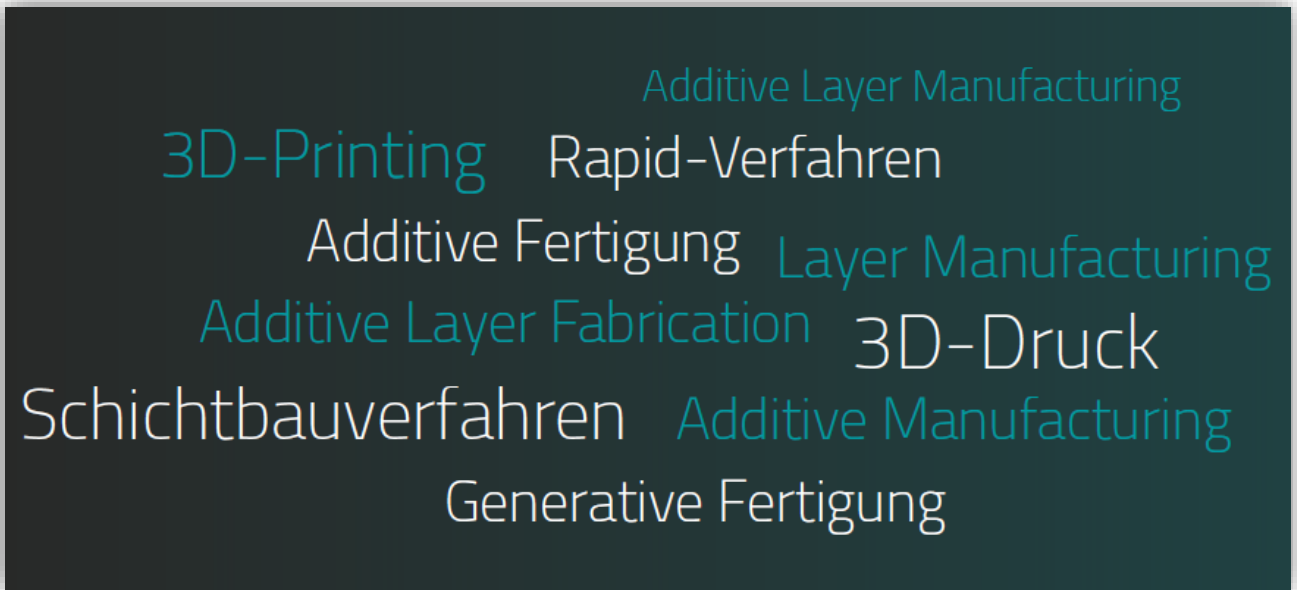 Additive Layer Manufacturing
3D-Printing
Rapid-Verfahren
Additive Fertigung
Layer Manufacturing
Additive Layer Fabrication
3D-Druck
Schichtbauverfahren
Additive Manufacturing
Generative Fertigung